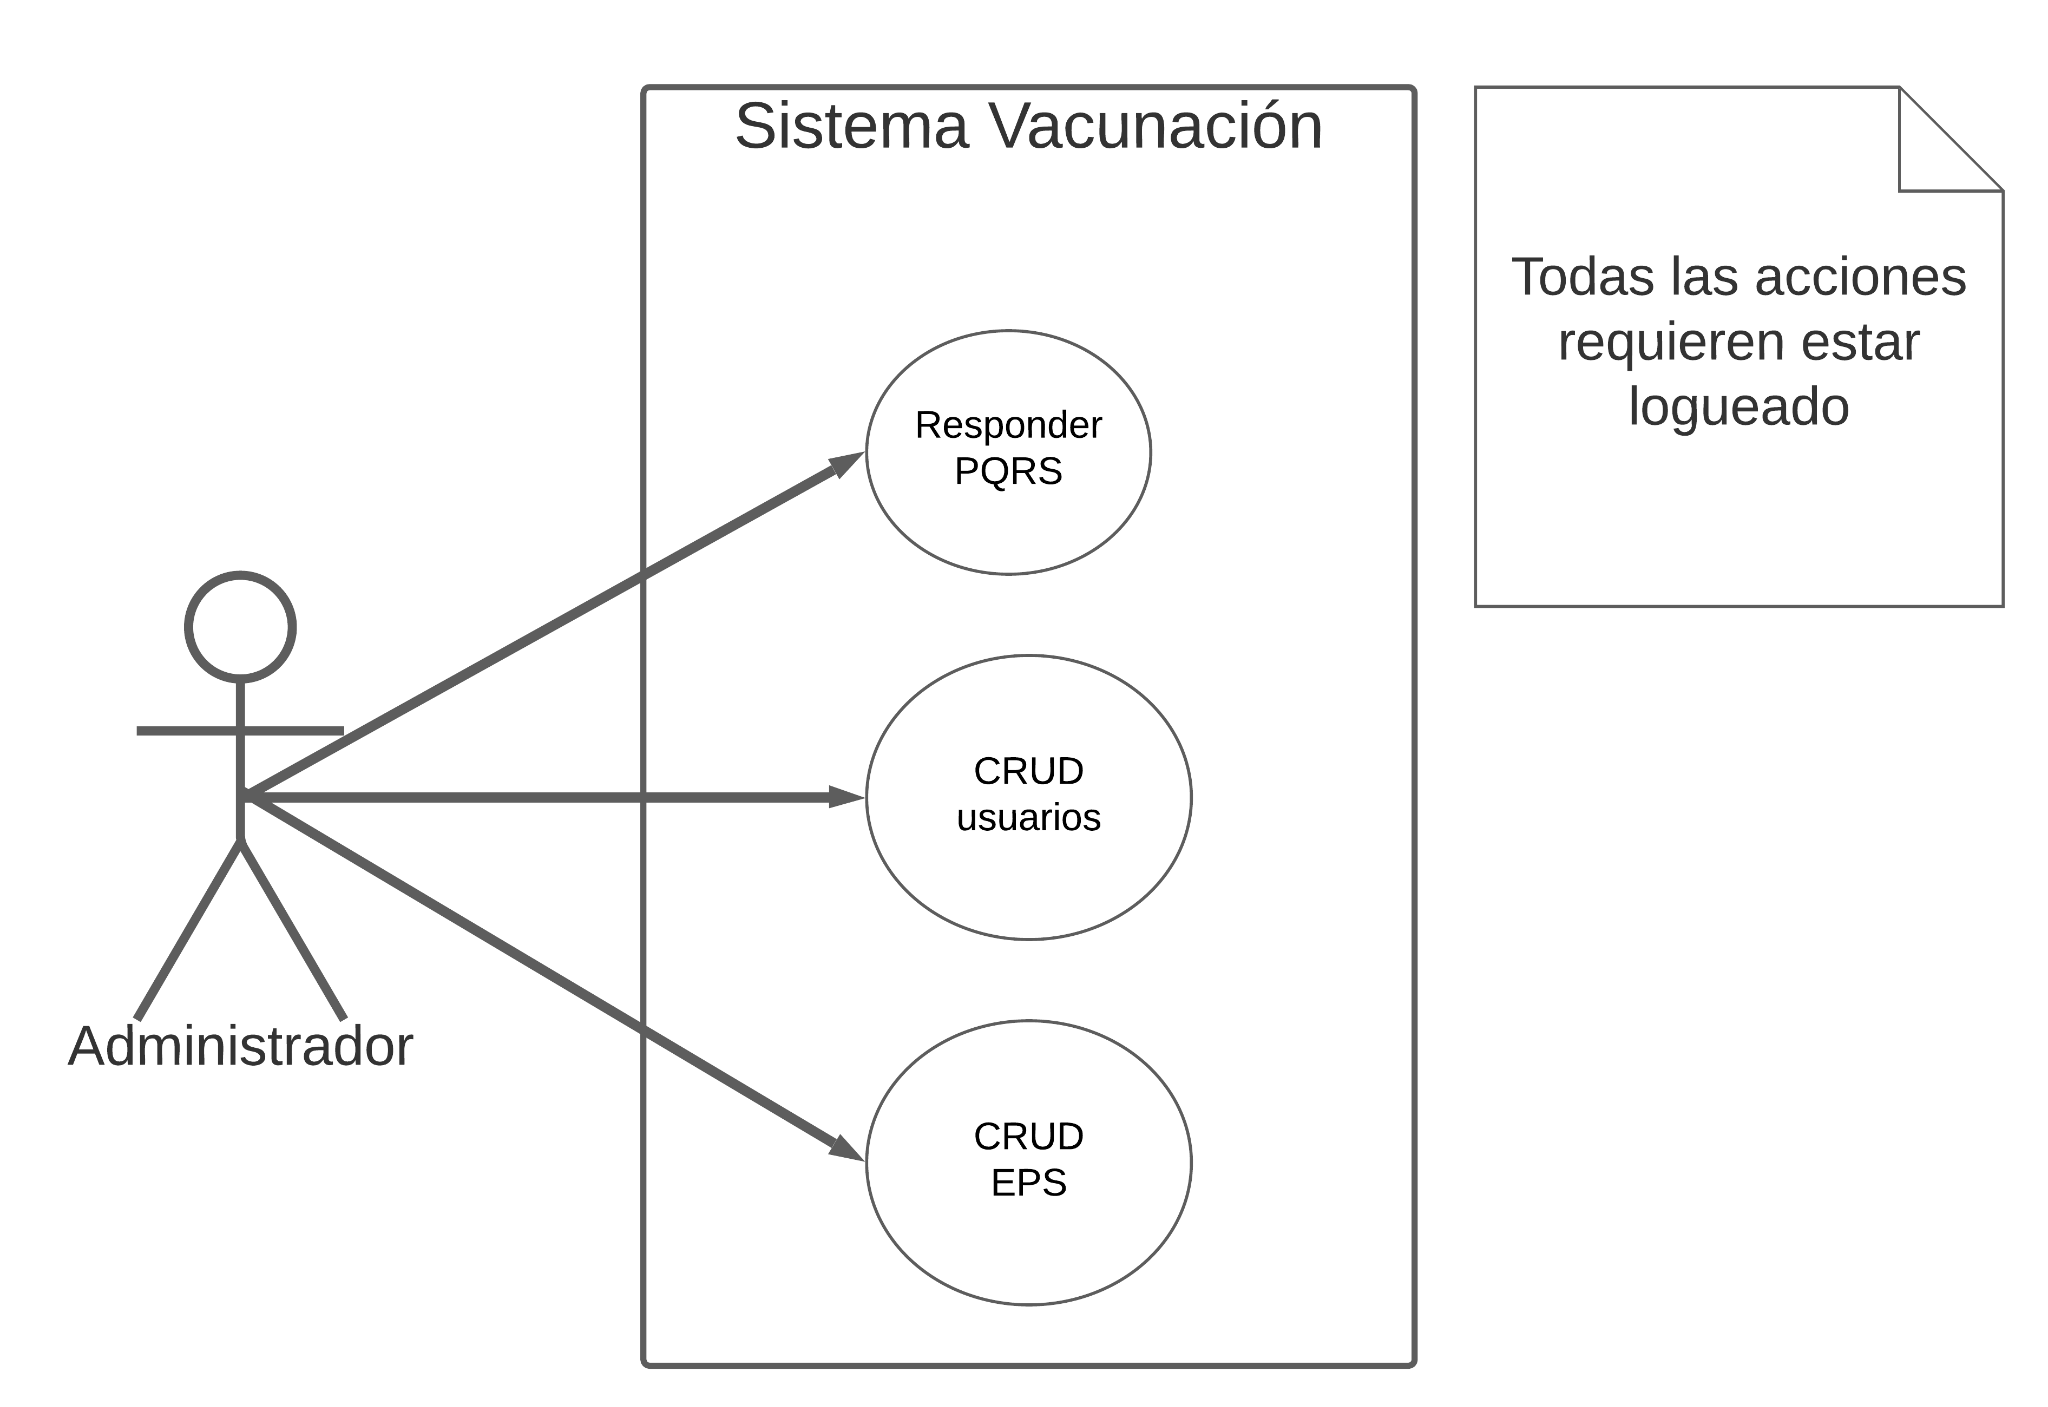 Sistema Vacunación
Todas las acciones
requieren estar
logueado
Responder
PQRS
CRUD
usuarios
CRUD
EPS
Administrador